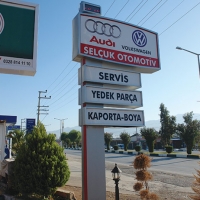 Audi
VOLKSWAGEN
SELÇUK OTOMOTİV
SERVİS
YEDEK PARÇA
KAPORTA-BOYA